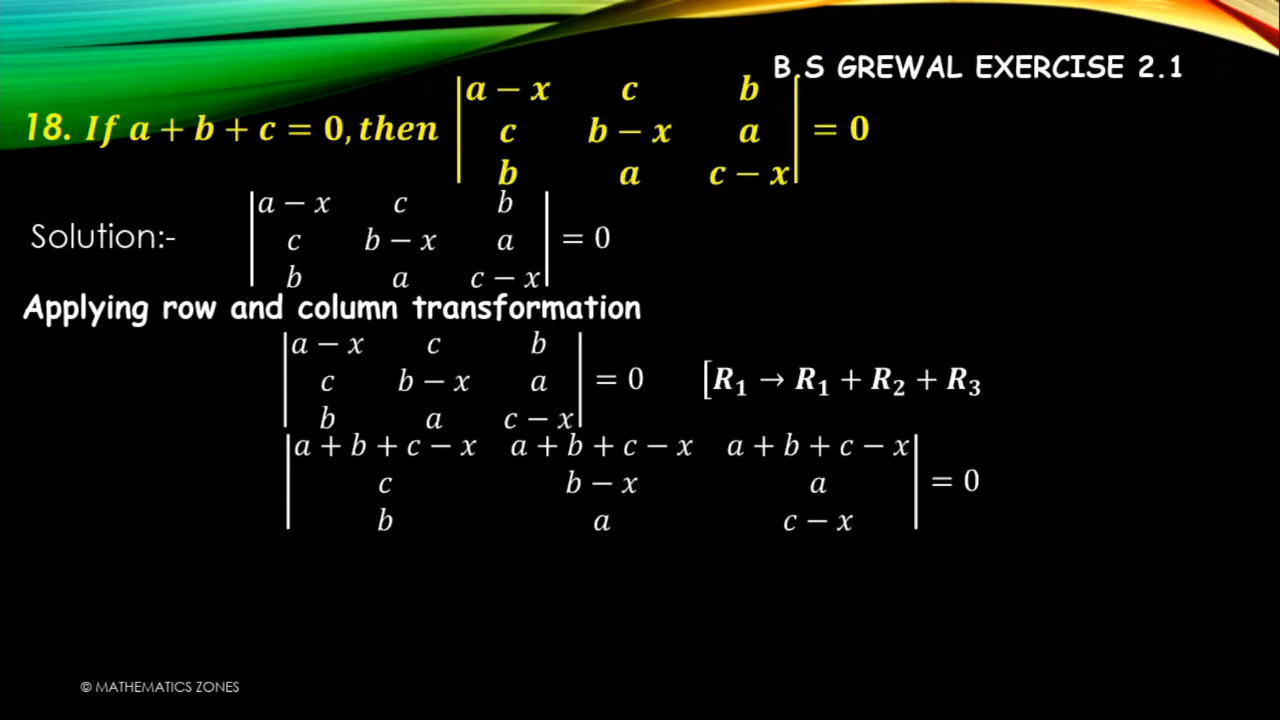 B.S GREWAL EXERCISE 2.1
18. If a + b + c = 0, then | a − x c b |
| c b − x a | = 0
| b a c − x |
Solution:- | a − x c b |
| c b − x a | = 0
| b a c − x |
Applying row and column transformation
| a − x c b |
| c b − x a | = 0 [R₁ → R₁ + R₂ + R₃
| b a c − x |
| a + b + c − x a + b + c − x a + b + c − x |
| c b − x a | = 0
| b a c − x |
© MATHEMATICS ZONES